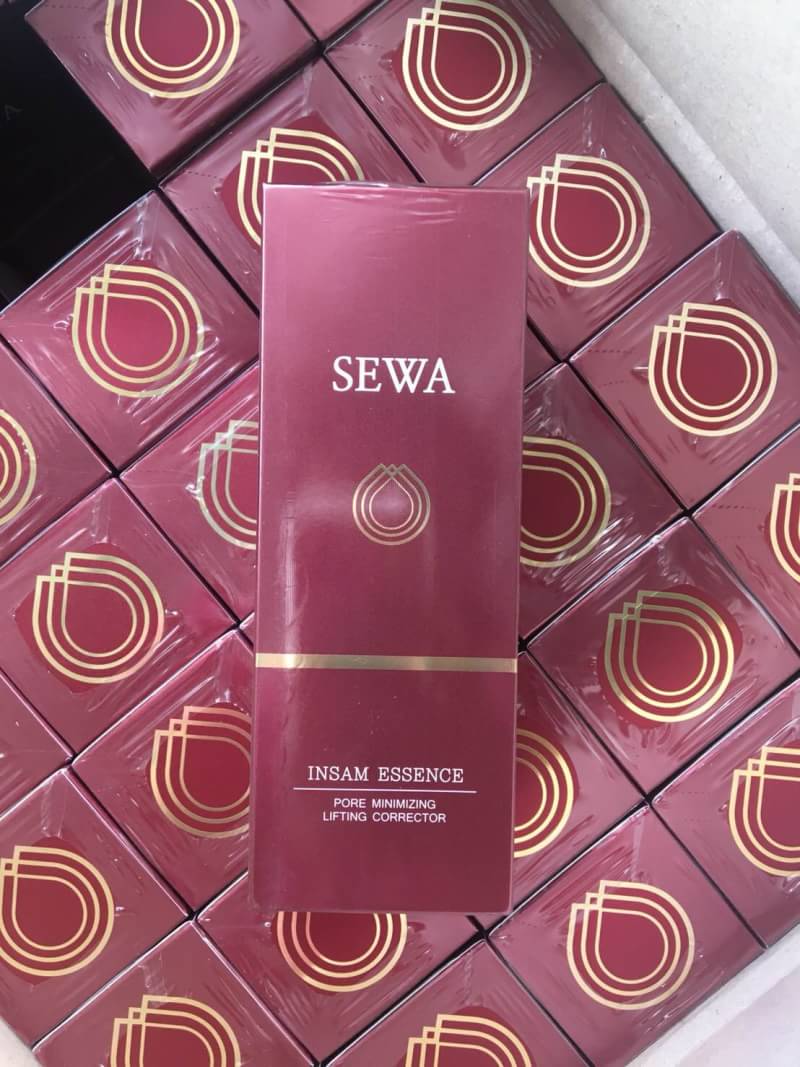 SEWA
INSAM ESSENCE
PORE MINIMIZING
LIFTING CORRECTOR